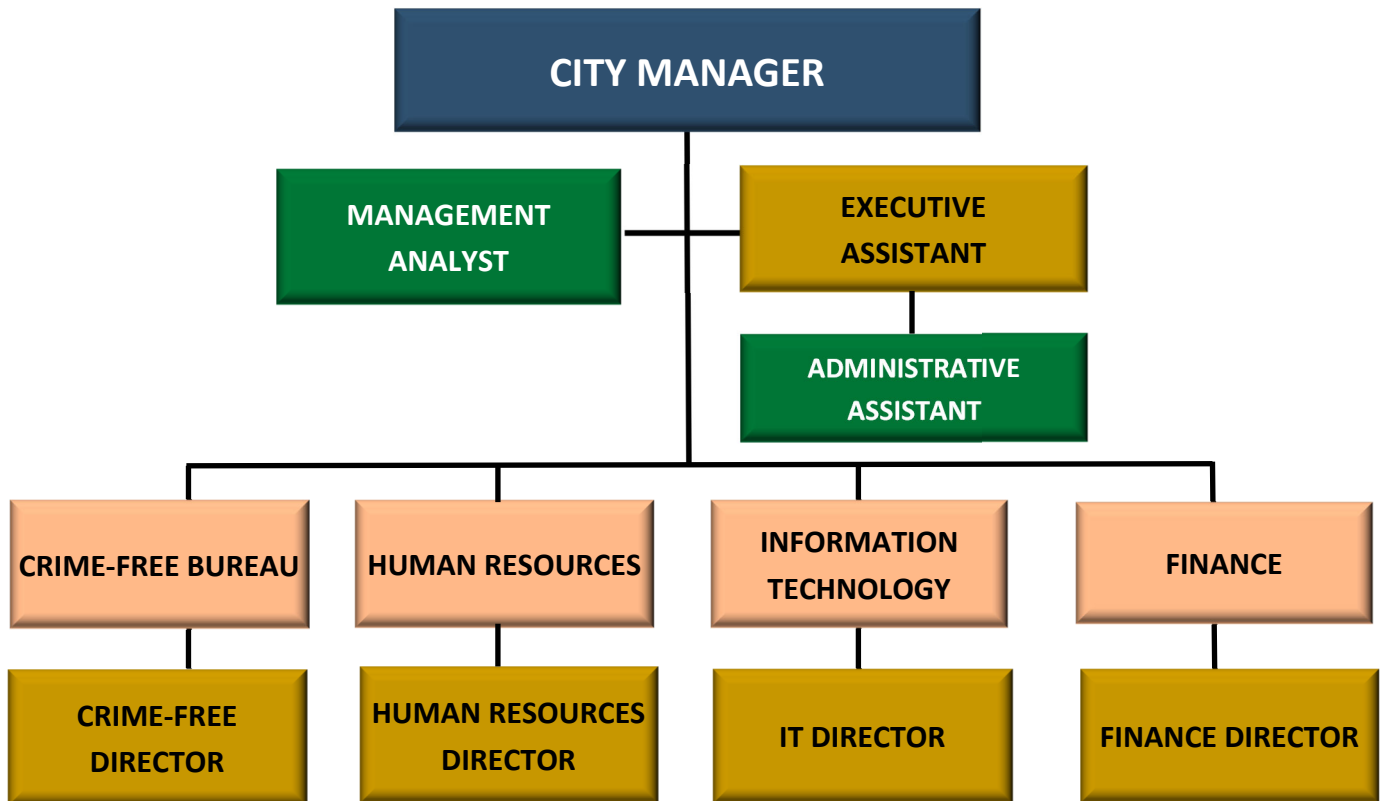 CITY MANAGER
MANAGEMENT
ANALYST
EXECUTIVE
ASSISTANT
ADMINISTRATIVE
ASSISTANT
CRIME-FREE BUREAU
HUMAN RESOURCES
INFORMATION
TECHNOLOGY
FINANCE
CRIME-FREE
DIRECTOR
HUMAN RESOURCES
DIRECTOR
IT DIRECTOR
FINANCE DIRECTOR